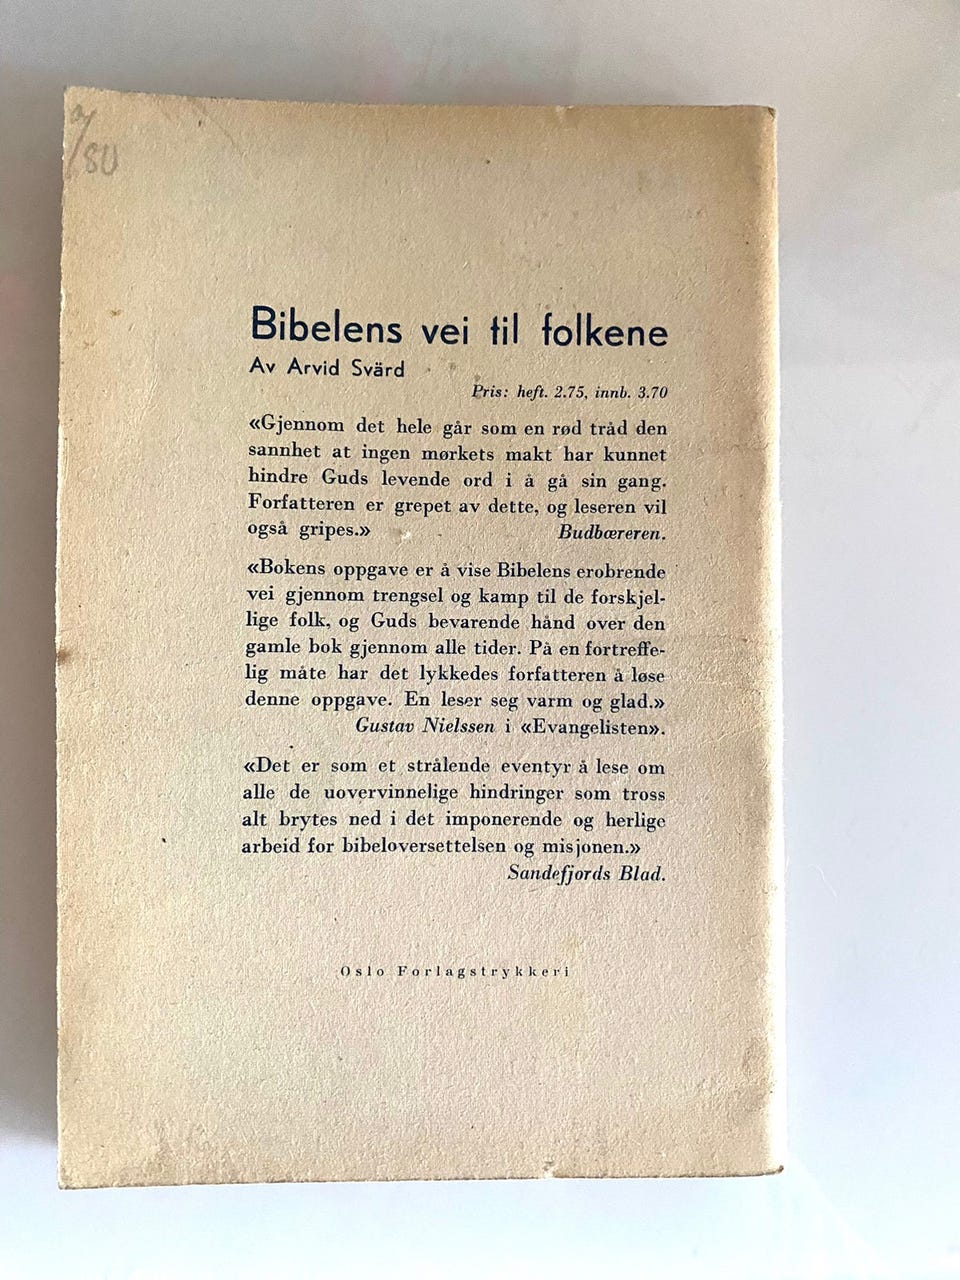 Bibelens vei til folkene
Av Arvid Svärd
Pris: heft. 2.75, innb. 3.70
«Gjennom det hele går som en rød tråd den
sannhet at ingen mørkets makt har kunnet
hindre Guds levende ord i å gå sin gang.
Forfatteren er grepet av dette, og leseren vil
også gripes.» Budbæreren.
«Bokens oppgave er å vise Bibelens erobrende
vei gjennom trengsel og kamp til de forskjel-
lige folk, og Guds bevarende hånd over den
gamle bok gjennom alle tider. På en fortreffe-
lig måte har det lykkedes forfatteren å løse
denne oppgave. En leser seg varm og glad.»
Gustav Nielssen i «Evangelisten».
«Det er som et strålende eventyr å lese om
alle de uovervinnelige hindringer som tross
alt brytes ned i det imponerende og herlige
arbeid for bibeloversettelsen og misjonen.»
Sandefjords Blad.
Oslo Forlagstrykkeri